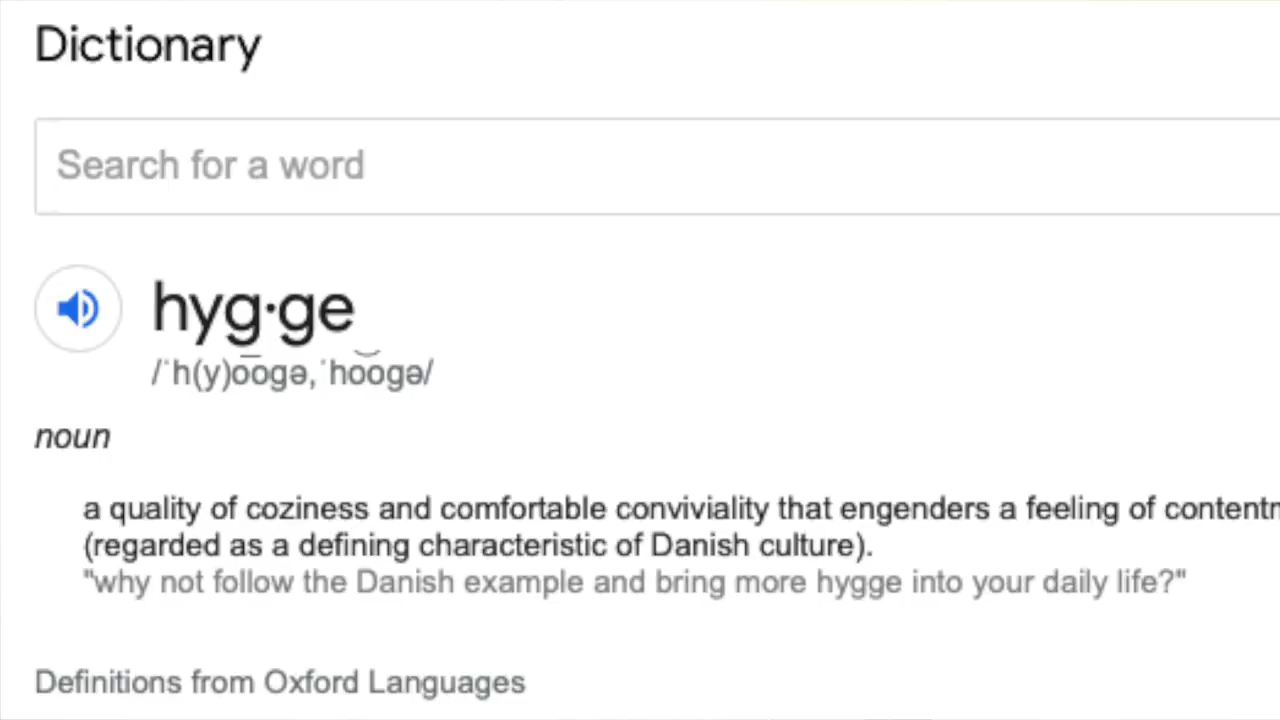 Dictionary
Search for a word
hyg·ge
/ˈh(y)o͞oɡə,ˈho͝oɡə/
noun
a quality of coziness and comfortable conviviality that engenders a feeling of
(regarded as a defining characteristic of Danish culture).
"why not follow the Danish example and bring more hygge into your daily life?"
Definitions from Oxford Languages